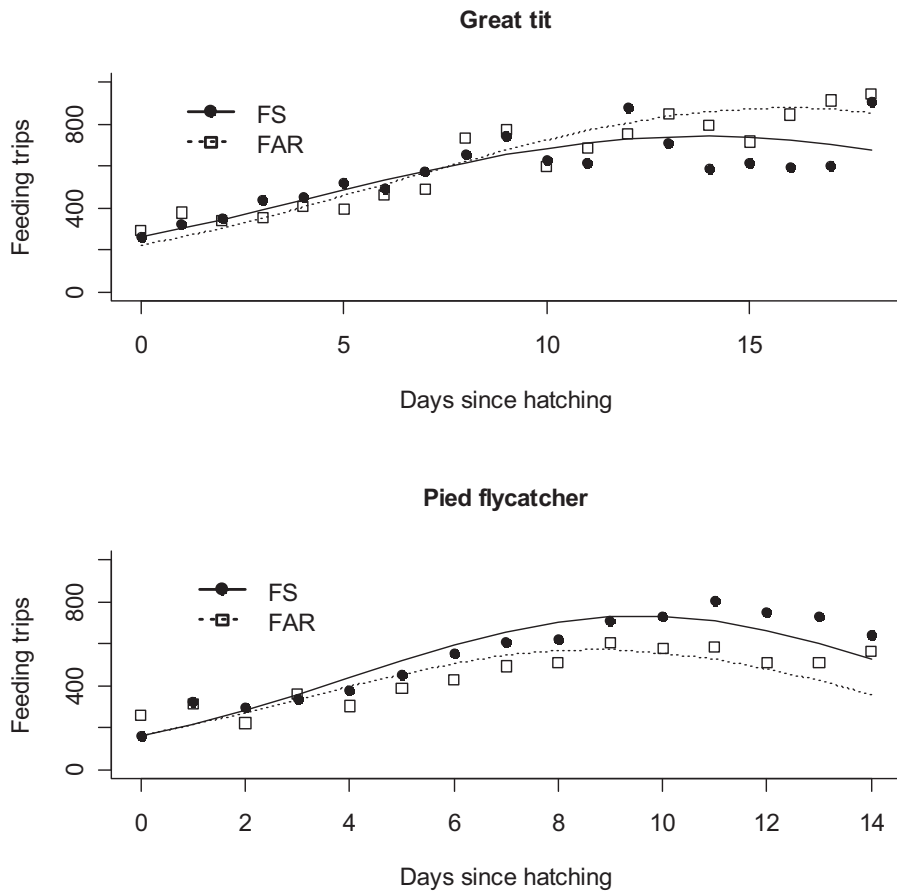 Great tit
Feeding trips
800
400
0
FS
FAR
0 5 10 15
Days since hatching
Pied flycatcher
Feeding trips
800
400
0
FS
FAR
0 2 4 6 8 10 12 14
Days since hatching